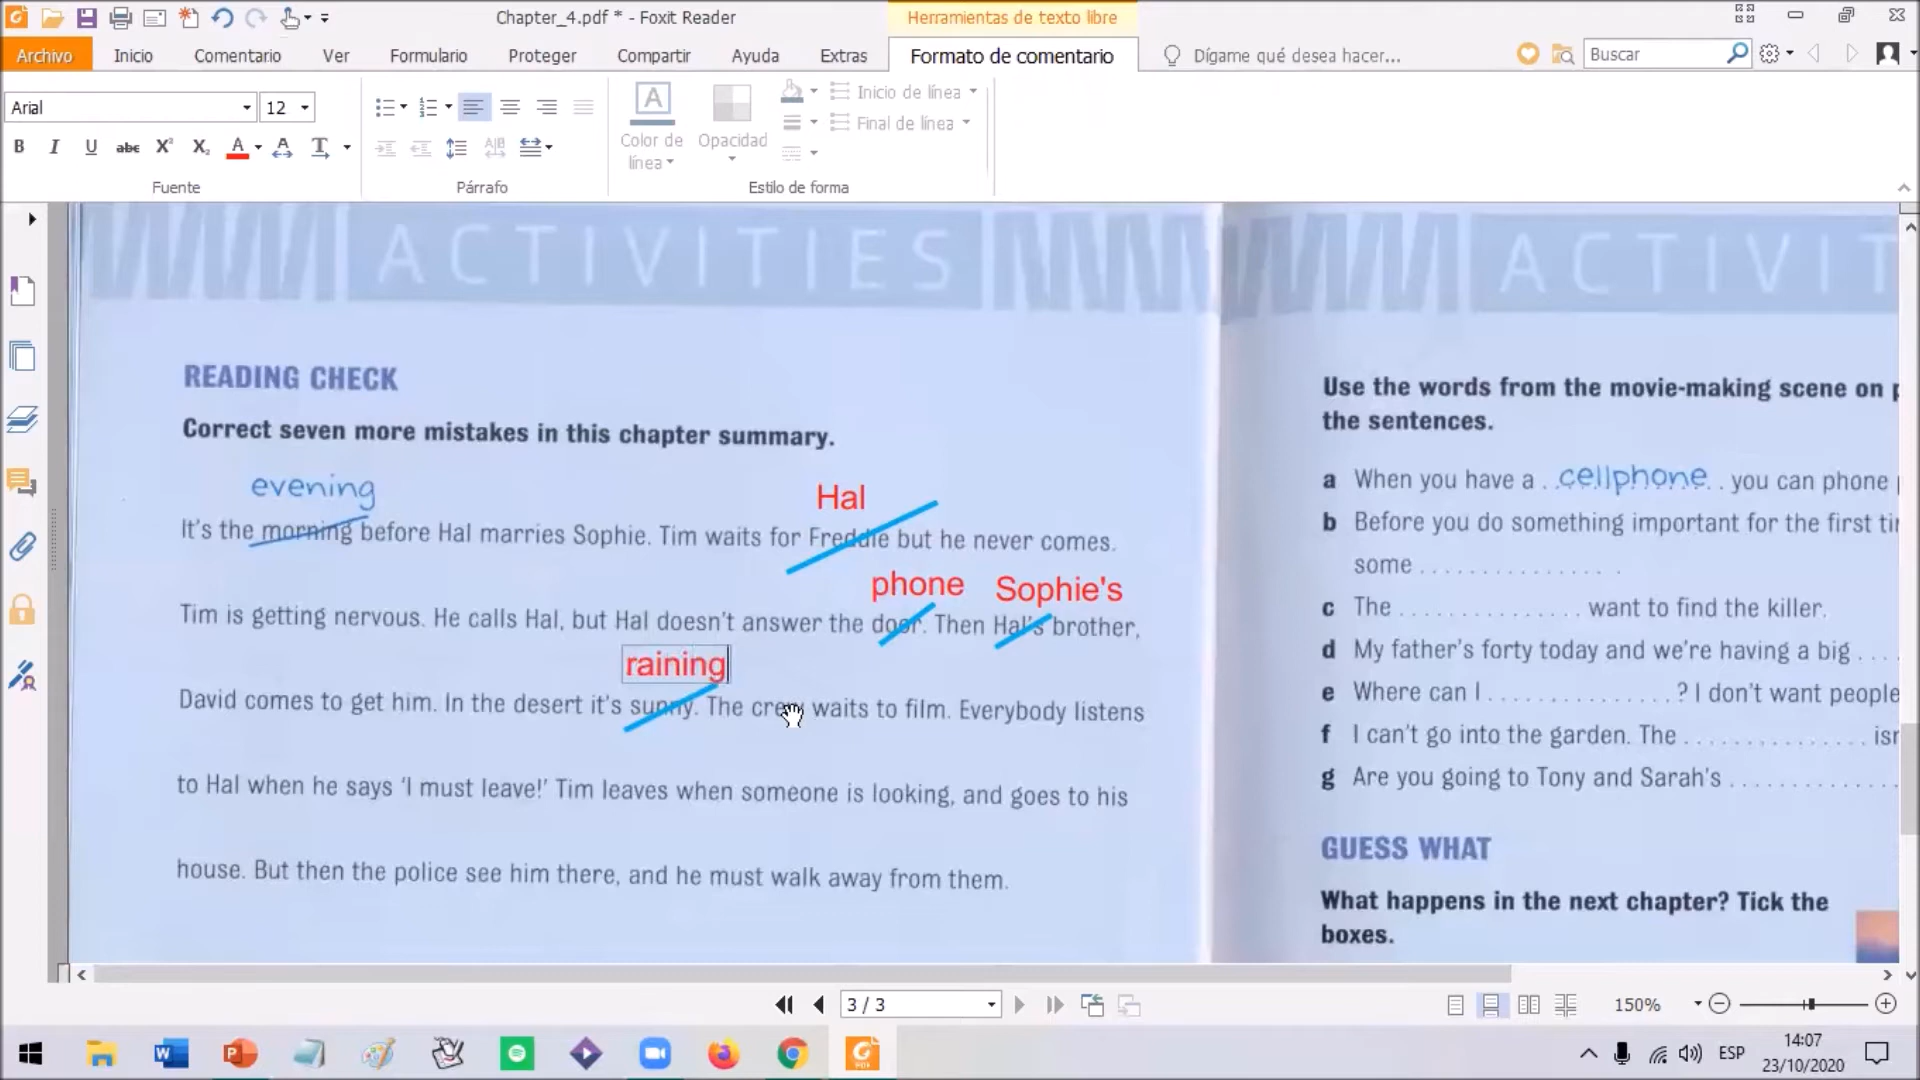 Chapter_4.pdf * - Foxit Reader
Herramientas de texto libre
Archivo
Inicio
Comentario
Ver
Formulario
Proteger
Compartir
Ayuda
Extras
Formato de comentario
Dígame qué desea hacer...
Buscar
Arial
12
Color de línea
Opacidad
Inicio de línea
Final de línea
Fuente
Párrafo
Estilo de forma
ACTIVITIES
READING CHECK
Correct seven more mistakes in this chapter summary.
evening
Hal
It's the morning before Hal marries Sophie. Tim waits for Freddie but he never comes.
phone Sophie's
Tim is getting nervous. He calls Hal, but Hal doesn't answer the door. Then Hal's brother,
raining
David comes to get him. In the desert it's sunny. The crew waits to film. Everybody listens
to Hal when he says 'I must leave!' Tim leaves when someone is looking, and goes to his
house. But then the police see him there, and he must walk away from them.
ACTIVIT
Use the words from the movie-making scene on
the sentences.
a When you have a ..cellphone.. you can phone
b Before you do something important for the first
some ................
c The ................ want to find the killer.
d My father's forty today and we're having a big ....
e Where can I ................? I don't want people
f I can't go into the garden. The ................
g Are you going to Tony and Sarah's ................
GUESS WHAT
What happens in the next chapter? Tick the
boxes.
3 / 3
150%
ESP
14:07
23/10/2020